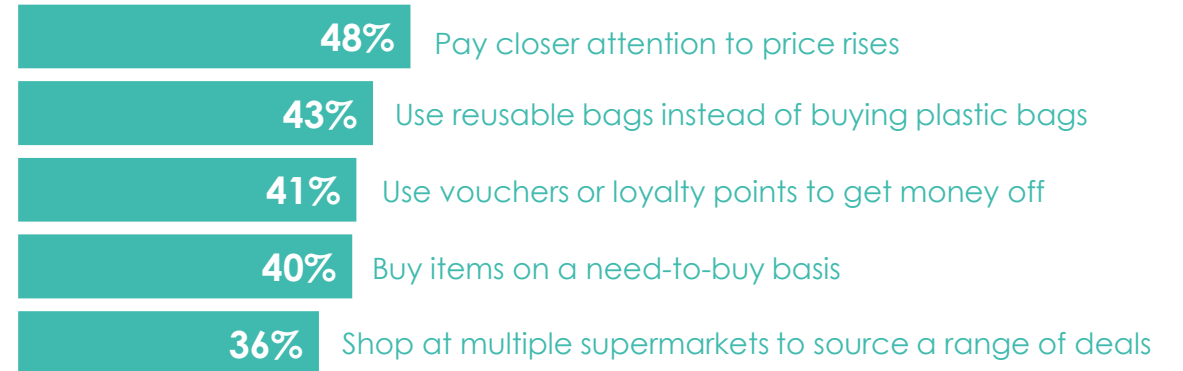 48% Pay closer attention to price rises
43% Use reusable bags instead of buying plastic bags
41% Use vouchers or loyalty points to get money off
40% Buy items on a need-to-buy basis
36% Shop at multiple supermarkets to source a range of deals